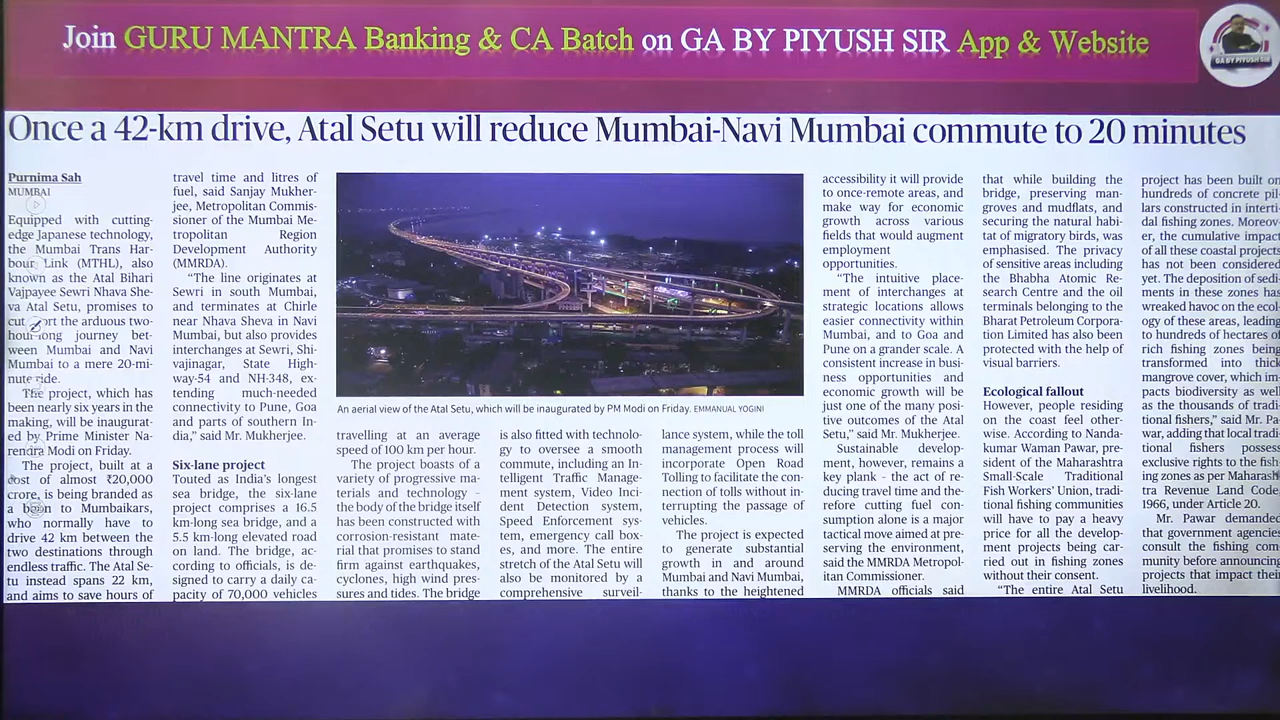 Join GURU MANTRA Banking & CA Batch on GA BY PIYUSH SIR App & Website
GA BY PIYUSH SIR
Once a 42-km drive, Atal Setu will reduce Mumbai-Navi Mumbai commute to 20 minutes
Purnima Sah
MUMBAI
Equipped with cutting-
edge Japanese technology,
the Mumbai Trans Har-
bour Link (MTHL), also
known as the Atal Bihari
Vajpayee Sewri Nhava She-
va Atal Setu, promises to
cut short the arduous two-
hour-long journey bet-
ween Mumbai and Navi
Mumbai to a mere 20-mi-
nute ride.
The project, which has
been nearly six years in the
making, will be inaugurat-
ed by Prime Minister Na-
rendra Modi on Friday.
The project, built at a
cost of almost ₹20,000
crore, is being branded as
a boon to Mumbaikars,
who normally have to
drive 42 km between the
two destinations through
endless traffic. The Atal Se-
tu instead spans 22 km,
and aims to save hours of
travel time and litres of
fuel, said Sanjay Mukher-
jee, Metropolitan Commis-
sioner of the Mumbai Me-
tropolitan Region
Development Authority
(MMRDA).
“The line originates at
Sewri in south Mumbai,
and terminates at Chirle
near Nhava Sheva in Navi
Mumbai, but also provides
interchanges at Sewri, Shi-
vajinagar, State High-
way-54 and NH-348, ex-
tending much-needed
connectivity to Pune, Goa
and parts of southern In-
dia,” said Mr. Mukherjee.
Six-lane project
Touted as India’s longest
sea bridge, the six-lane
project comprises a 16.5
km-long sea bridge, and a
5.5 km-long elevated road
on land. The bridge, ac-
cording to officials, is de-
signed to carry a daily ca-
pacity of 70,000 vehicles
An aerial view of the Atal Setu, which will be inaugurated by PM Modi on Friday. EMMANUAL YOGINI
travelling at an average
speed of 100 km per hour.
The project boasts of a
variety of progressive ma-
terials and technology -
the body of the bridge itself
has been constructed with
corrosion-resistant mate-
rial that promises to stand
firm against earthquakes,
cyclones, high wind pres-
sures and tides. The bridge
is also fitted with technolo-
gy to oversee a smooth
commute, including an In-
telligent Traffic Manage-
ment system, Video Inci-
dent Detection system,
Speed Enforcement sys-
tem, emergency call box-
es, and more. The entire
stretch of the Atal Setu will
also be monitored by a
comprehensive surveil-
lance system, while the toll
management process will
incorporate Open Road
Tolling to facilitate the con-
nection of tolls without in-
terrupting the passage of
vehicles.
The project is expected
to generate substantial
growth in and around
Mumbai and Navi Mumbai,
thanks to the heightened
accessibility it will provide
to once-remote areas, and
make way for economic
growth across various
fields that would augment
employment
opportunities.
“The intuitive place-
ment of interchanges at
strategic locations allows
easier connectivity within
Mumbai, and to Goa and
Pune on a grander scale. A
consistent increase in busi-
ness opportunities and
economic growth will be
just one of the many posi-
tive outcomes of the Atal
Setu,” said Mr. Mukherjee.
Sustainable develop-
ment, however, remains a
key plank - the act of re-
ducing travel time and the-
refore cutting fuel con-
sumption alone is a major
tactical move aimed at pre-
serving the environment,
said the MMRDA Metropol-
itan Commissioner.
MMRDA officials said
that while building the
bridge, preserving man-
groves and mudflats, and
securing the natural habi-
tat of migratory birds, was
emphasised. The privacy
of sensitive areas including
the Bhabha Atomic Re-
search Centre and the oil
terminals belonging to the
Bharat Petroleum Corpora-
tion Limited has also been
protected with the help of
visual barriers.
Ecological fallout
However, people residing
on the coast feel other-
wise. According to Nanda-
kumar Waman Pawar, pre-
sident of the Maharashtra
Small-Scale Traditional
Fish Workers’ Union, tradi-
tional fishing communities
will have to pay a heavy
price for all the develop-
ment projects being car-
ried out in fishing zones
without their consent.
“The entire Atal Setu
project has been built on
hundreds of concrete pil-
lars constructed in interti-
dal fishing zones. Moreov-
er, the cumulative impact
of all these coastal projects
has not been considered
yet. The deposition of sedi-
ments in these zones has
wreaked havoc on the ecol-
ogy of these areas, leading
to hundreds of hectares of
rich fishing zones being
transformed into thick
mangrove cover, which im-
pacts biodiversity as well
as the thousands of tradi-
tional fishers,” said Mr. Pa-
war, adding that local tradi-
tional fishers possess
exclusive rights to the fish-
ing zones as per Maharash-
tra Revenue Land Code,
1966, under Article 20.
Mr. Pawar demanded
that government agencies
consult the fishing com-
munity before announcing
projects that impact their
livelihood.